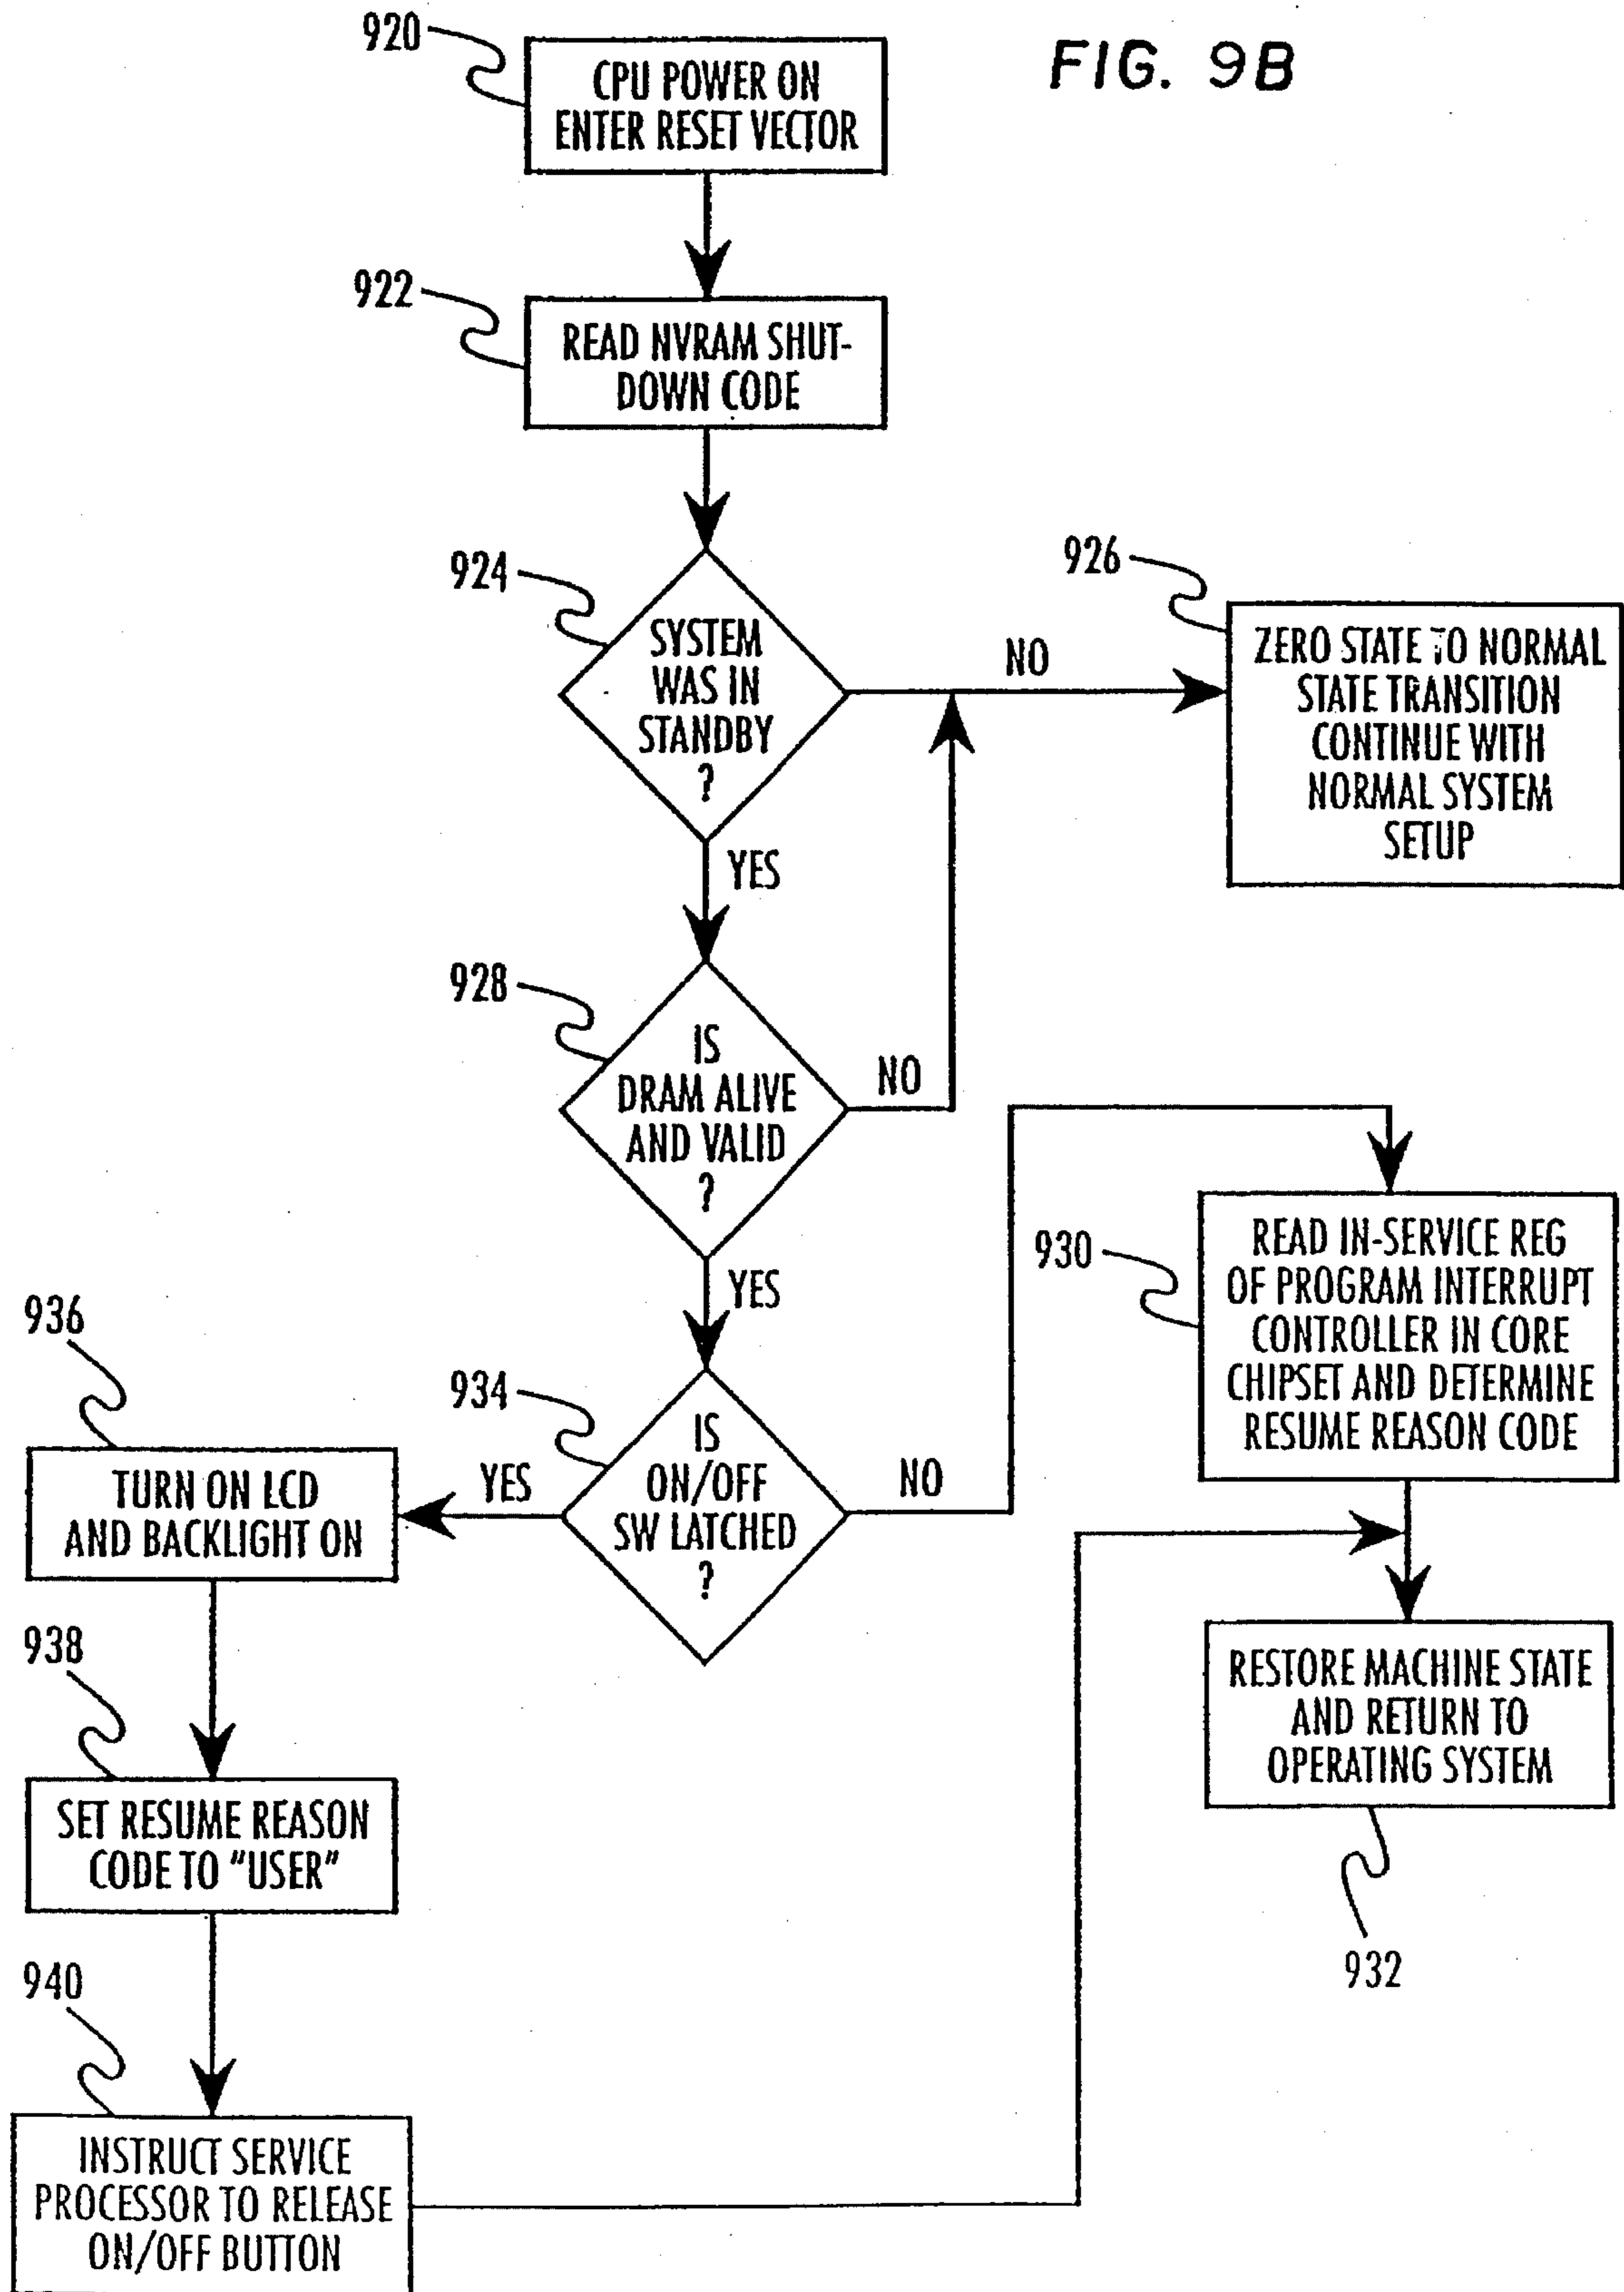 FIG. 9B
920
CPU POWER ON
ENTER RESET VECTOR
922
READ NVRAM SHUT-
DOWN CODE
924
SYSTEM
WAS IN
STANDBY
?
NO
926
ZERO STATE TO NORMAL
STATE TRANSITION
CONTINUE WITH
NORMAL SYSTEM
SETUP
YES
928
IS
DRAM ALIVE
AND VALID
?
NO
YES
930
READ IN-SERVICE REG
OF PROGRAM INTERRUPT
CONTROLLER IN CORE
CHIPSET AND DETERMINE
RESUME REASON CODE
934
IS
ON/OFF
SW LATCHED
?
YES
NO
936
TURN ON LCD
AND BACKLIGHT ON
938
SET RESUME REASON
CODE TO "USER"
RESTORE MACHINE STATE
AND RETURN TO
OPERATING SYSTEM
932
940
INSTRUCT SERVICE
PROCESSOR TO RELEASE
ON/OFF BUTTON